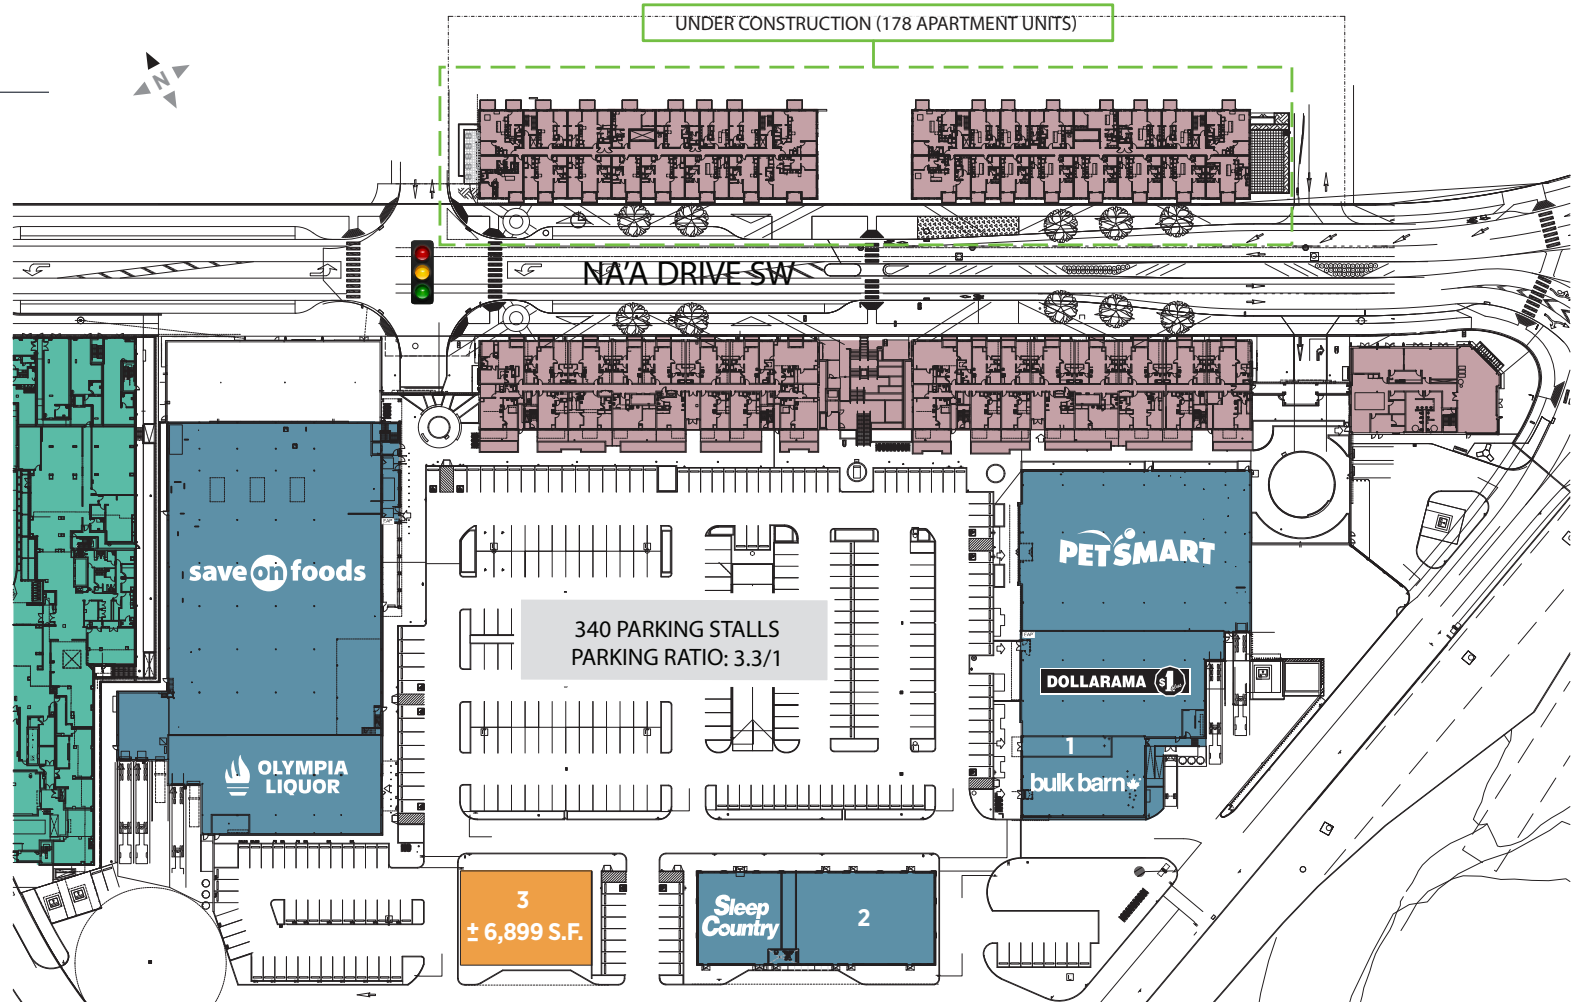 UNDER CONSTRUCTION (178 APARTMENT UNITS)
N
NA'A DRIVE SW
save on foods
PETSMART
340 PARKING STALLS
PARKING RATIO: 3.3/1
DOLLARAMA $1
1
bulk barn
OLYMPIA
LIQUOR
3
± 6,899 S.F.
Sleep
Country
2